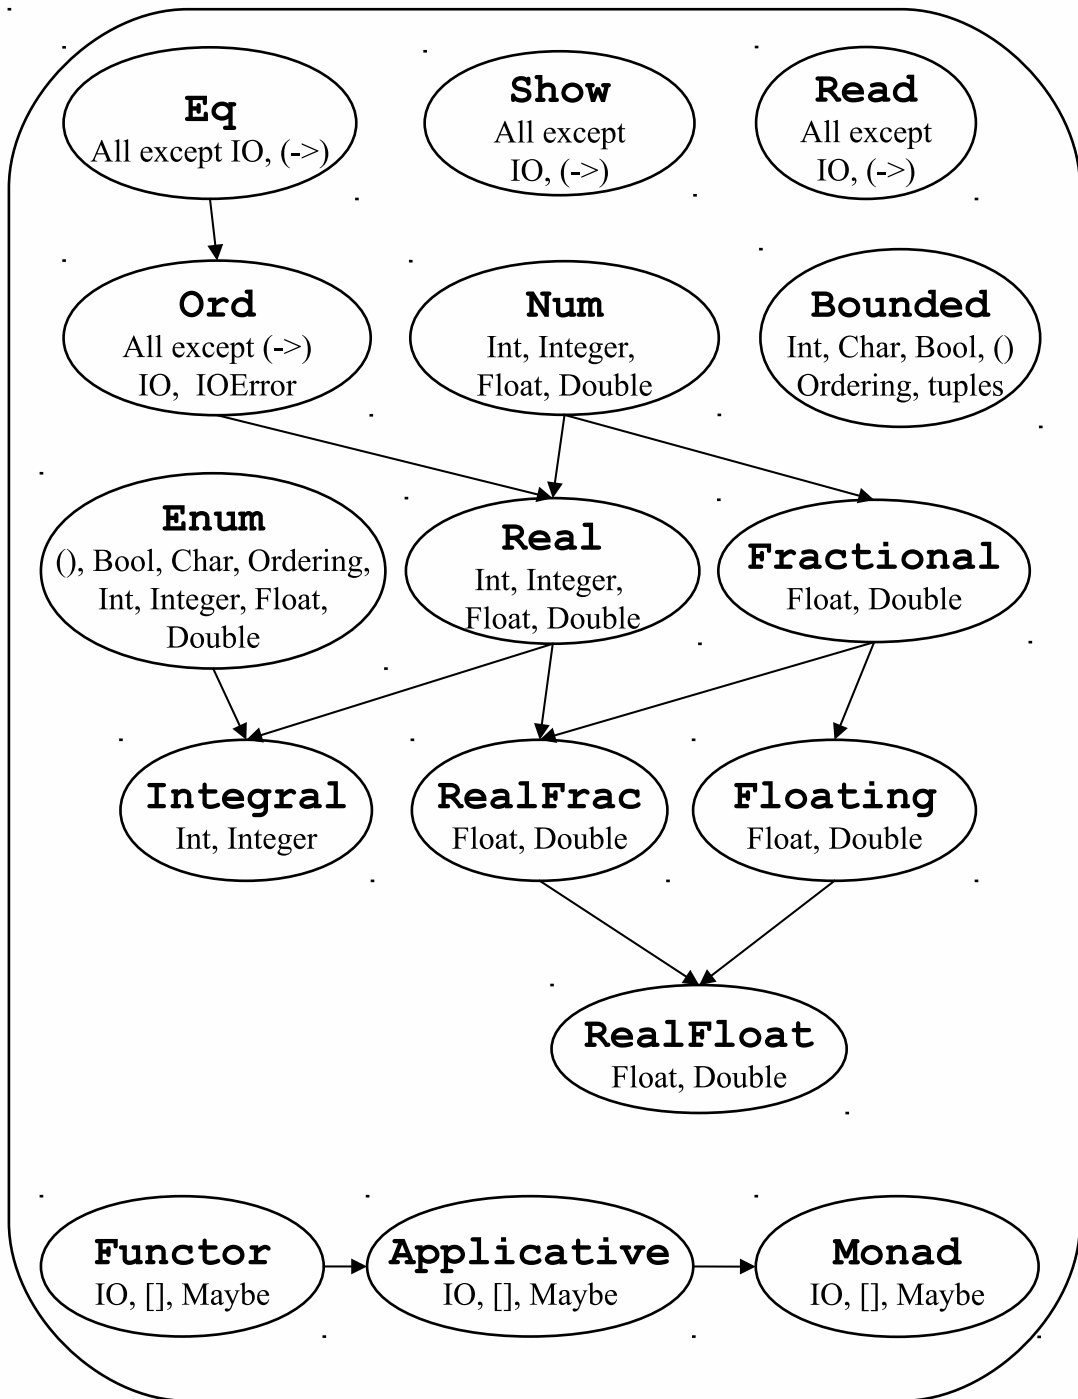 Eq
All except IO, (->)
Show
All except
IO, (->)
Read
All except
IO, (->)
Ord
All except (->)
IO,  IOError
Num
Int, Integer,
Float, Double
Bounded
Int, Char, Bool, ()
Ordering, tuples
Enum
(), Bool, Char, Ordering,
Int, Integer, Float,
Double
Real
Int, Integer,
Float, Double
Fractional
Float, Double
Integral
Int, Integer
RealFrac
Float, Double
Floating
Float, Double
RealFloat
Float, Double
Functor
IO, [], Maybe
Applicative
IO, [], Maybe
Monad
IO, [], Maybe